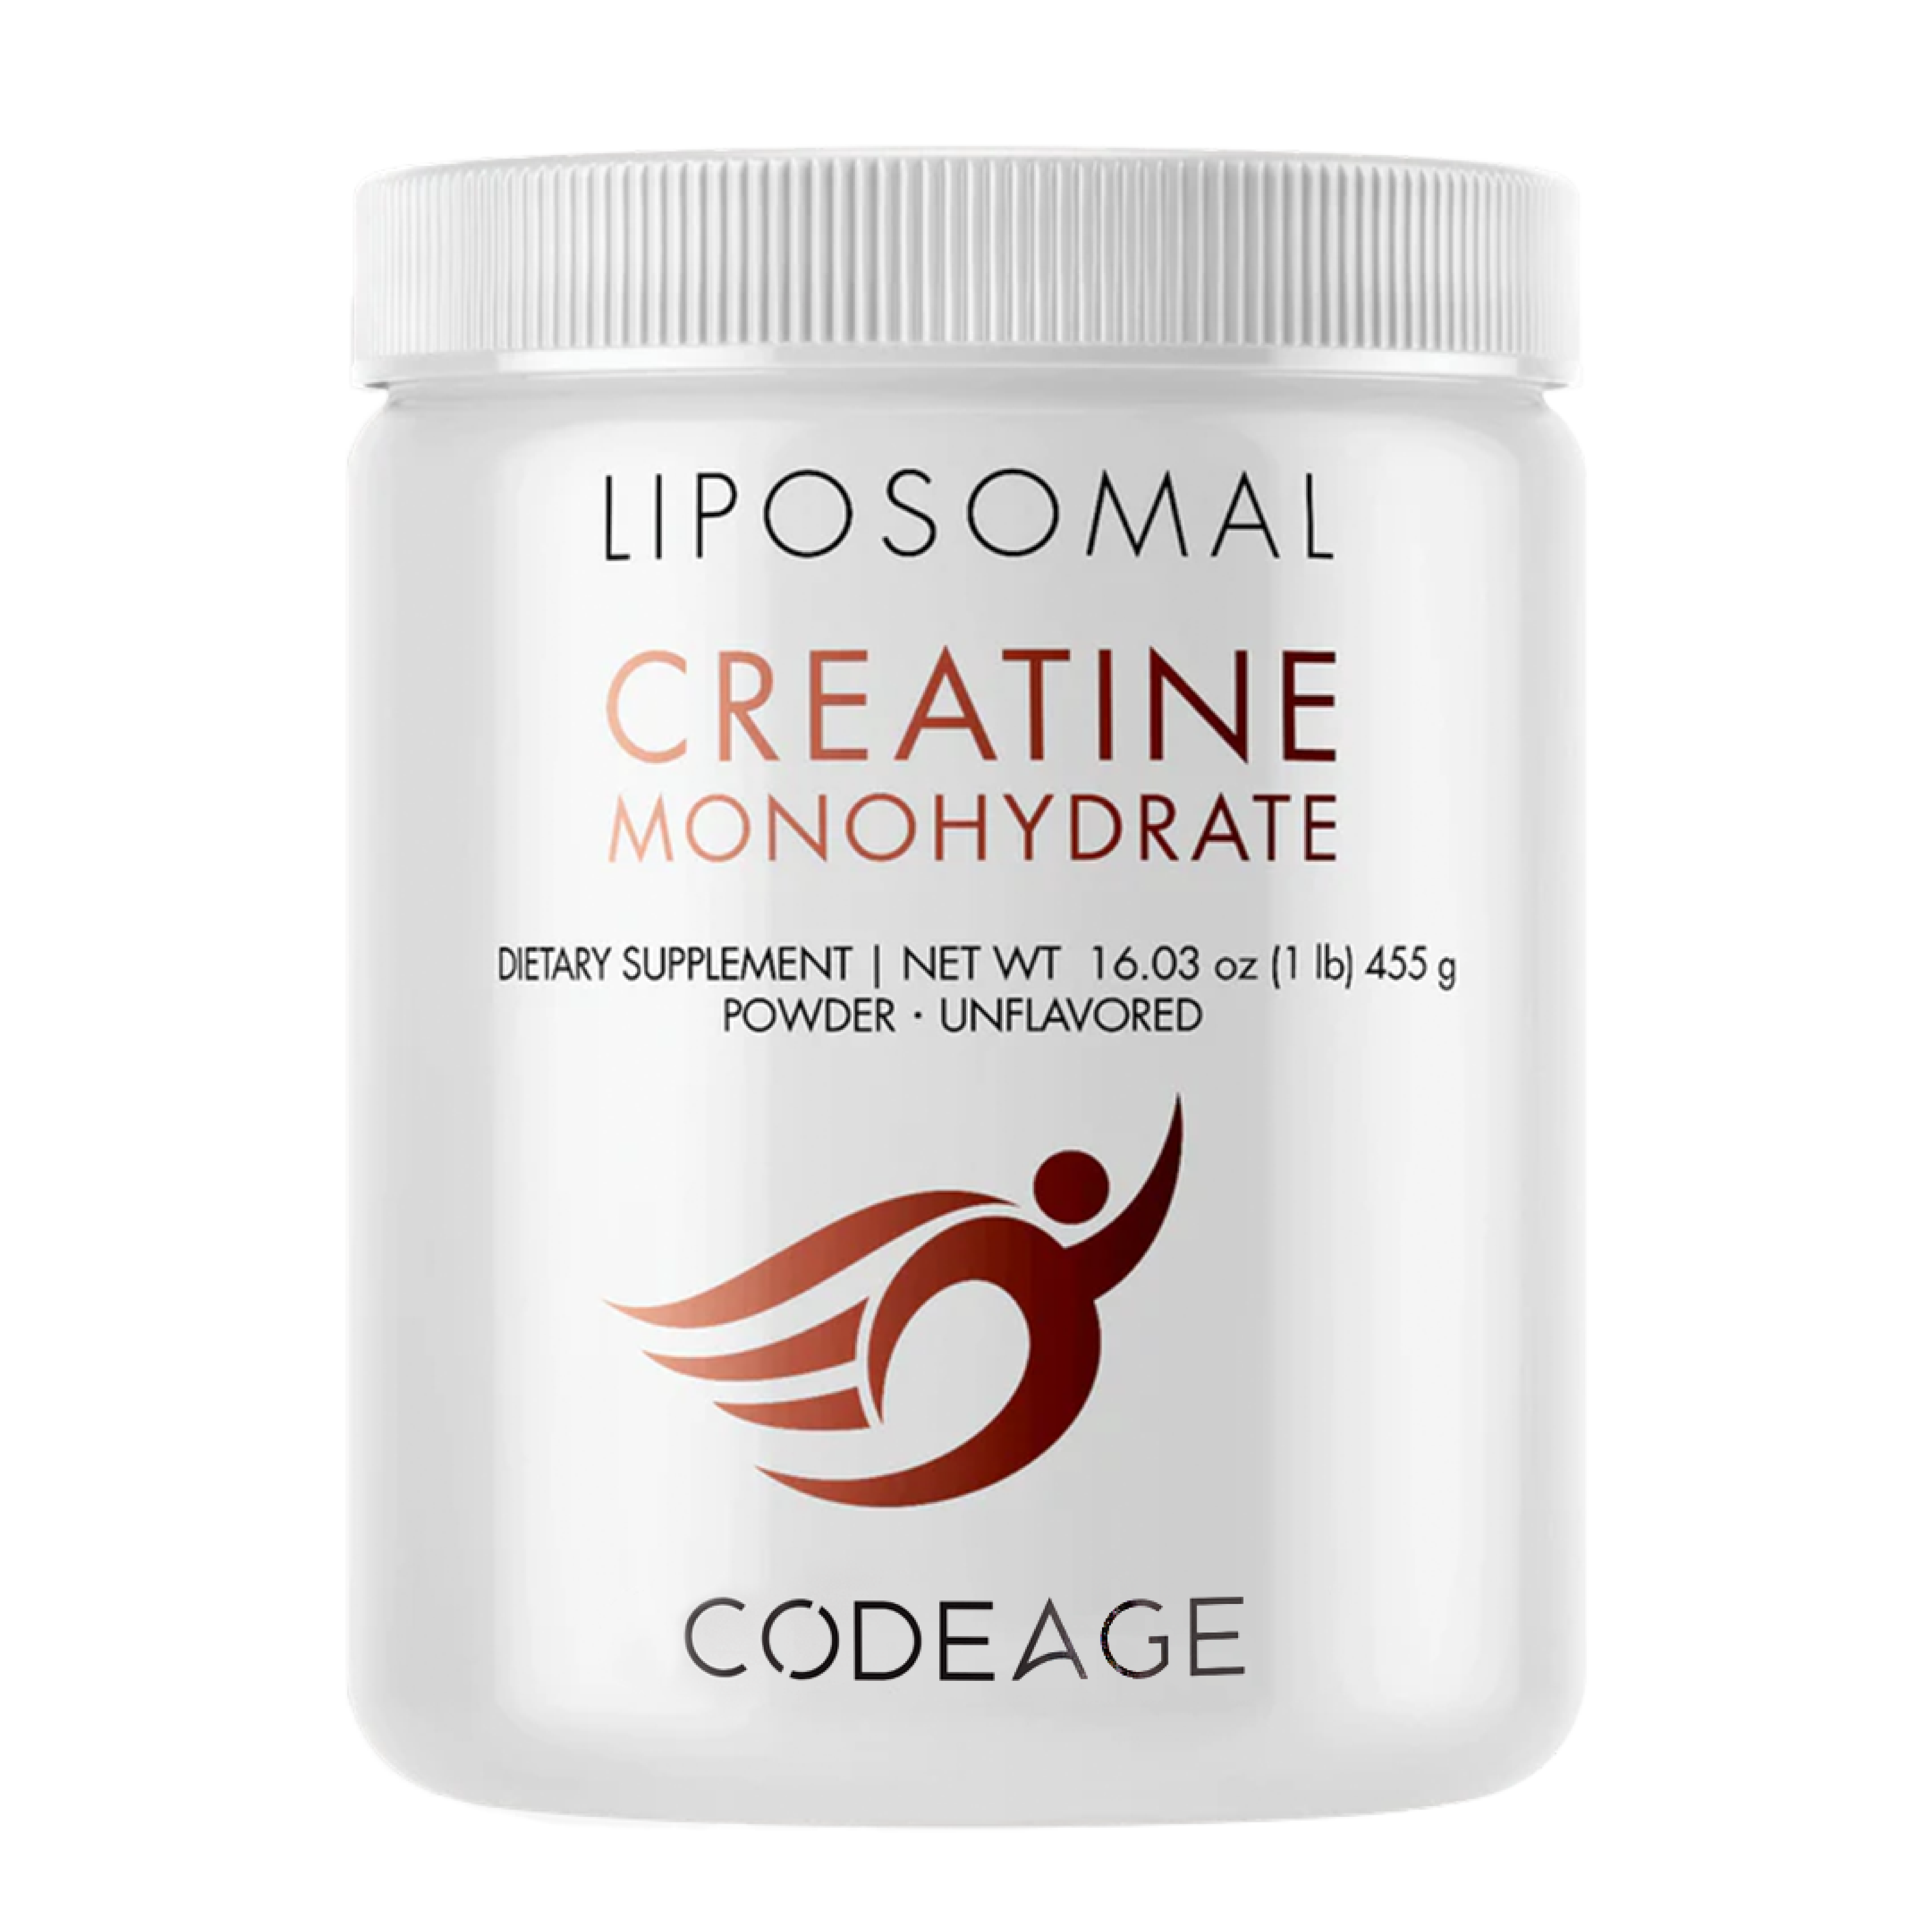 LIPOSOMAL
CREATINE
MONOHYDRATE
DIETARY SUPPLEMENT | NET WT 16.03 oz (1 lb) 455 g
POWDER · UNFLAVORED
CODEAGE